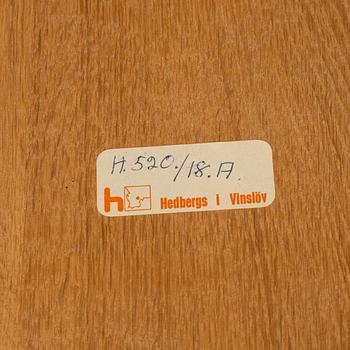 H.520./18.A.
h Hedbergs i Vinslöv